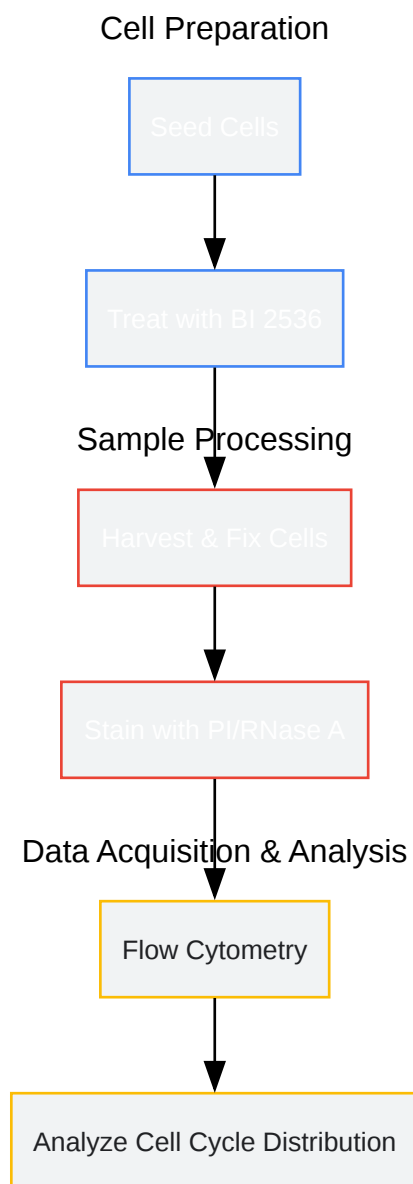 Cell Preparation
Seed Cells
Treat with BI 2536
Sample Processing
Harvest & Fix Cells
Stain with PI/RNase A
Data Acquisition & Analysis
Flow Cytometry
Analyze Cell Cycle Distribution